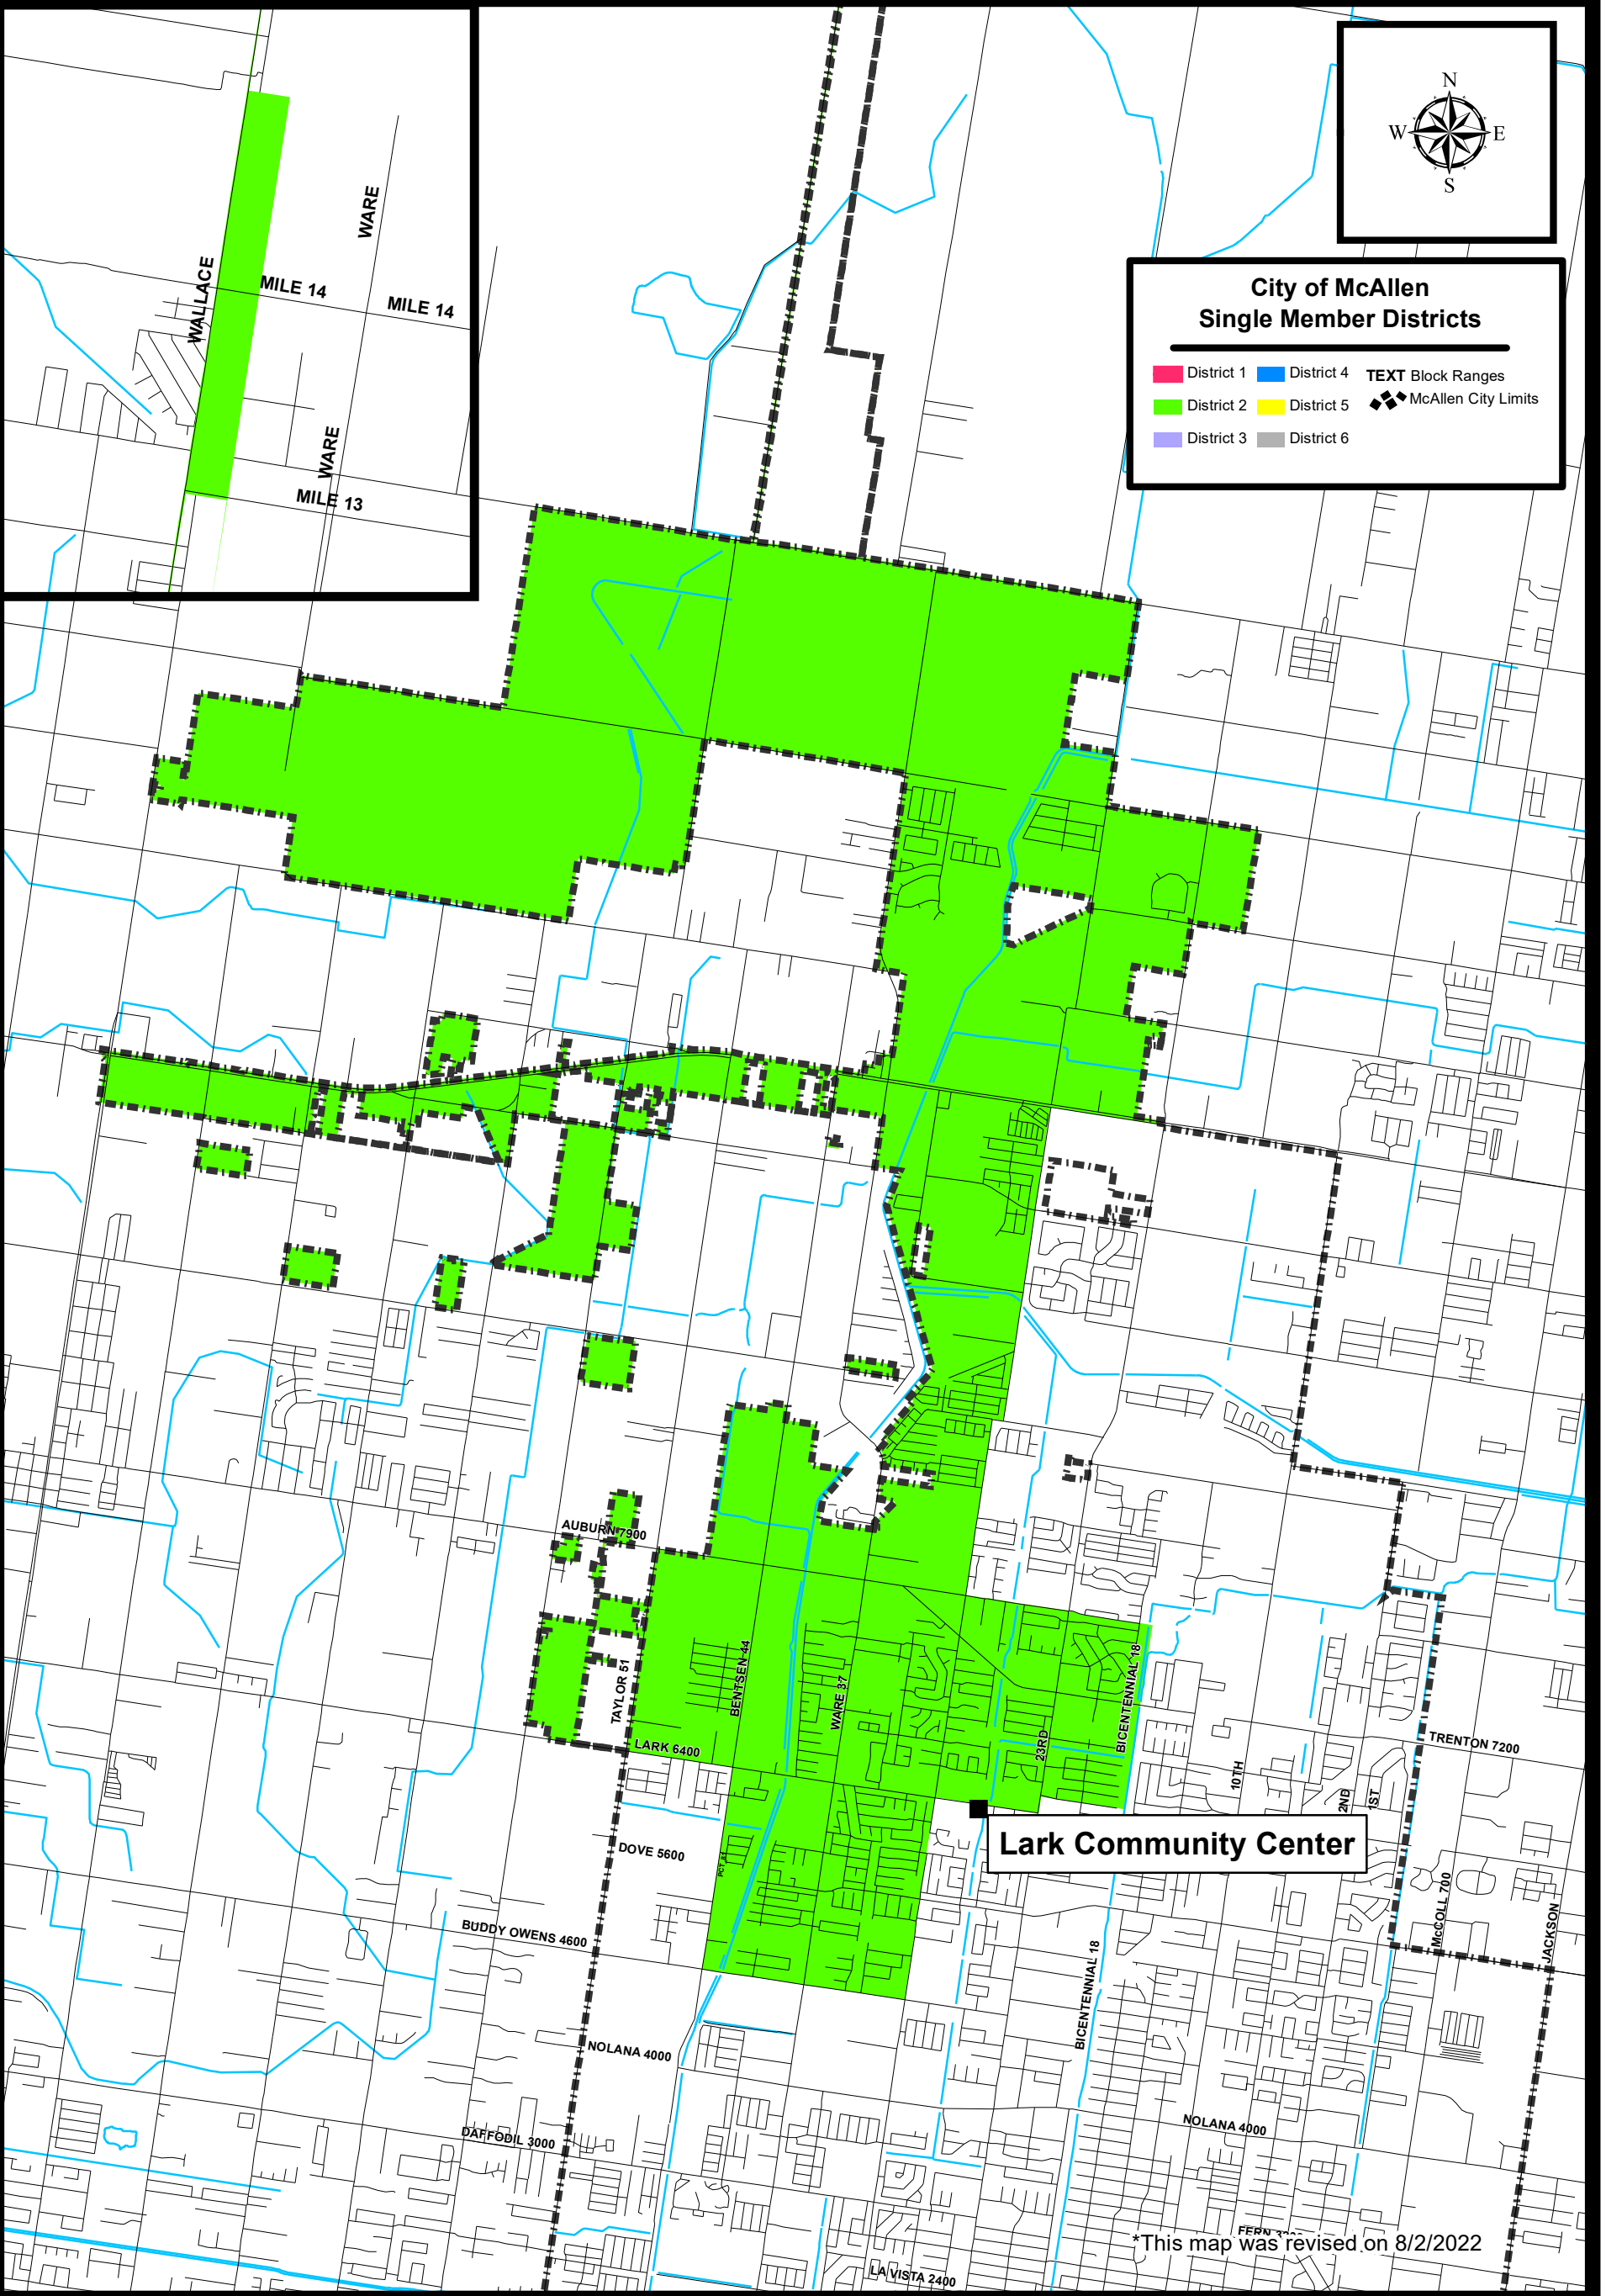 N
W E
S
City of McAllen
Single Member Districts
District 1 District 4 TEXT Block Ranges
District 2 District 5 McAllen City Limits
District 3 District 6
WARE
WALLACE
MILE 14
MILE 14
WARE
MILE 13
AUBURN 7900
TAYLOR 51
BENTSEN 44
WARE 37
BICENTENNIAL 18
23RD
LARK 6400
TRENTON 7200
10TH
2ND
1ST
Lark Community Center
DOVE 5600
BUDDY OWENS 4600
McCOLL 700
JACKSON
BICENTENNIAL 18
NOLANA 4000
NOLANA 4000
DAFFODIL 3000
FERN
*This map was revised on 8/2/2022
LA VISTA 2400